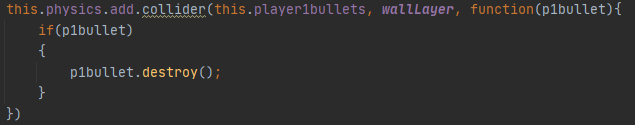 this.physics.add.collider(this.player1bullets, wallLayer, function(p1bullet){
    if(p1bullet)
    {
        p1bullet.destroy();
    }
})